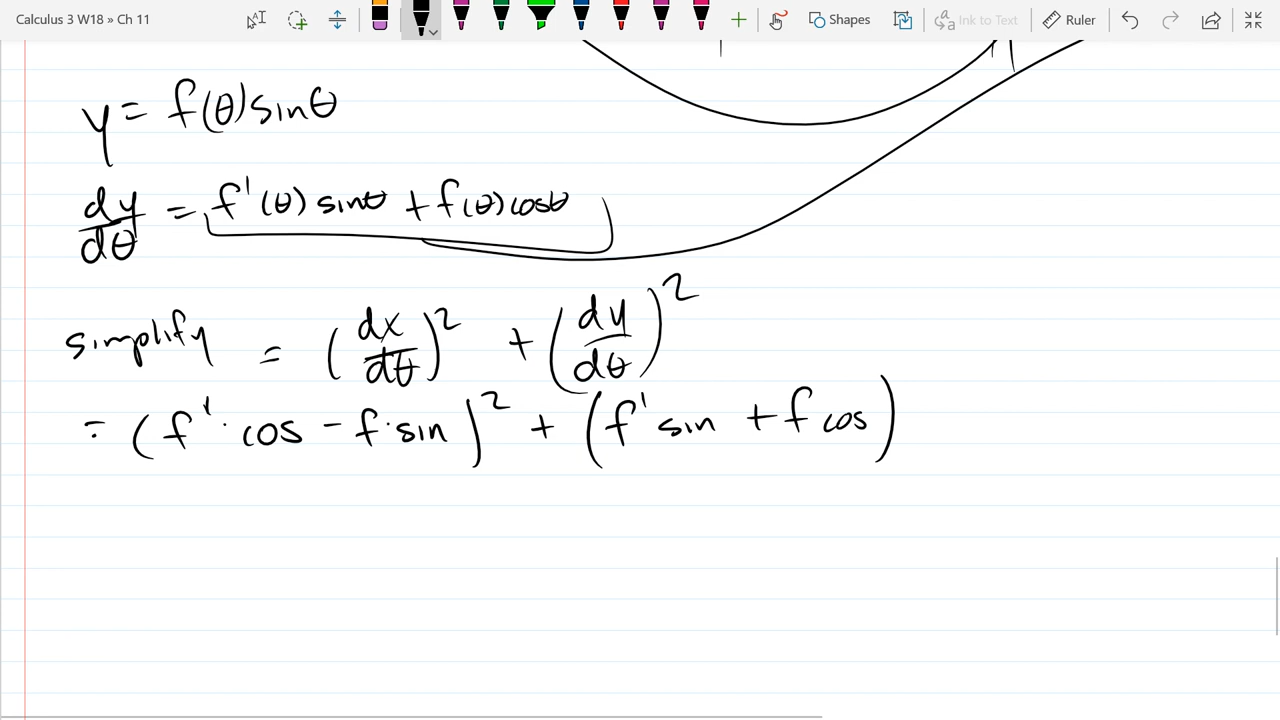 Calculus 3 W18 » Ch 11 Shapes Ink to Text Ruler
y = f(θ)sinθ
dy/dθ = f'(θ) sinθ + f(θ)cosθ
simplify = (dx/dθ)² + (dy/dθ)²
= (f'·cos - f·sin)² + (f' sin + f cos)